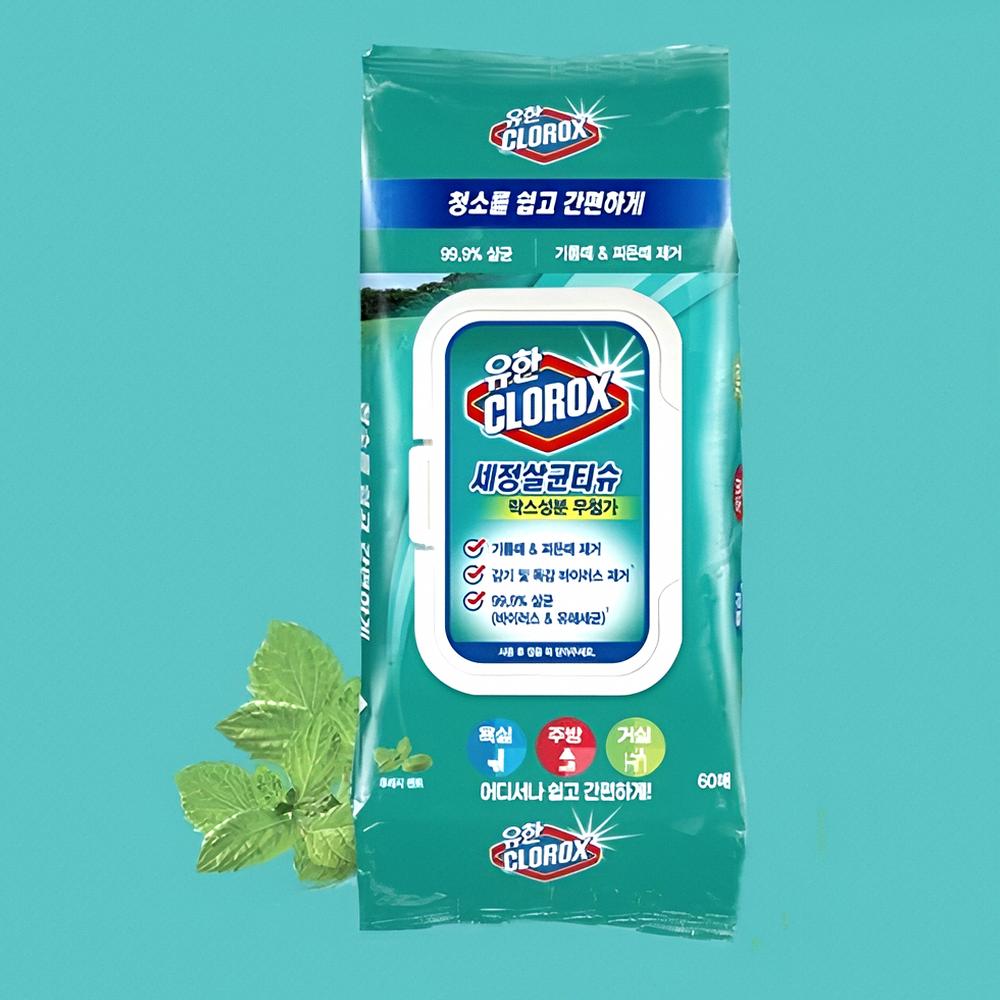 유한
CLOROX
청소를 쉽고 간편하게
99.9% 살균
기름때 & 찌든때 제거
유한
CLOROX
세정살균티슈
락스성분 무첨가
기름때 & 찌든때 제거
감기 및 독감 바이러스 제거
99.9% 살균
(바이러스 & 유해세균)
욕실 주방 거실
어디서나 쉽고 간편하게!
60매
유한
CLOROX